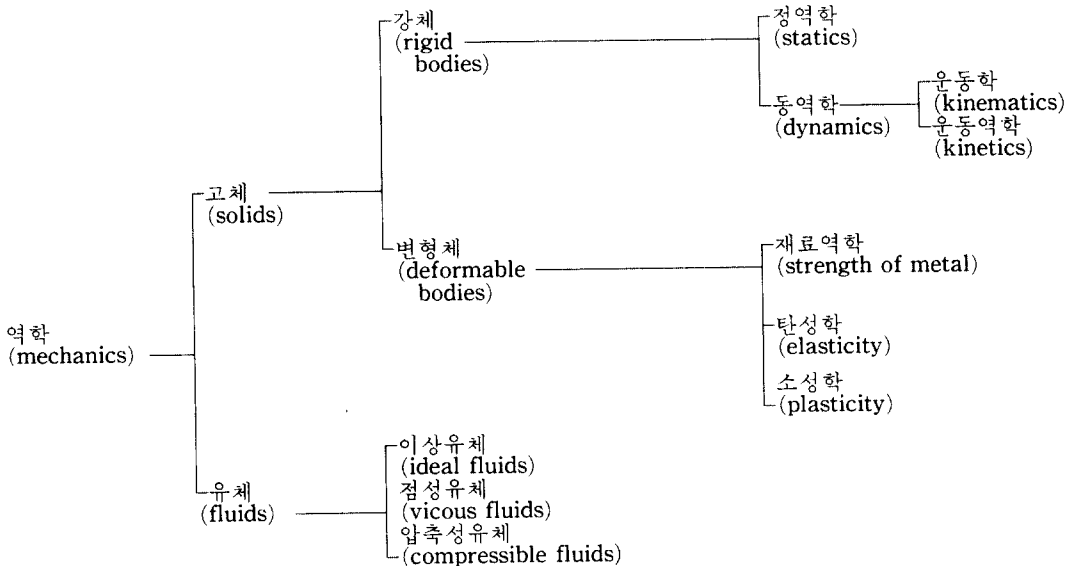 강체
(rigid
bodies)
정역학
(statics)
동역학
(dynamics)
운동학
(kinematics)
운동역학
(kinetics)
고체
(solids)
변형체
(deformable
bodies)
재료역학
(strength of metal)
탄성학
(elasticity)
소성학
(plasticity)
역학
(mechanics)
유체
(fluids)
이상유체
(ideal fluids)
점성유체
(vicous fluids)
압축성유체
(compressible fluids)